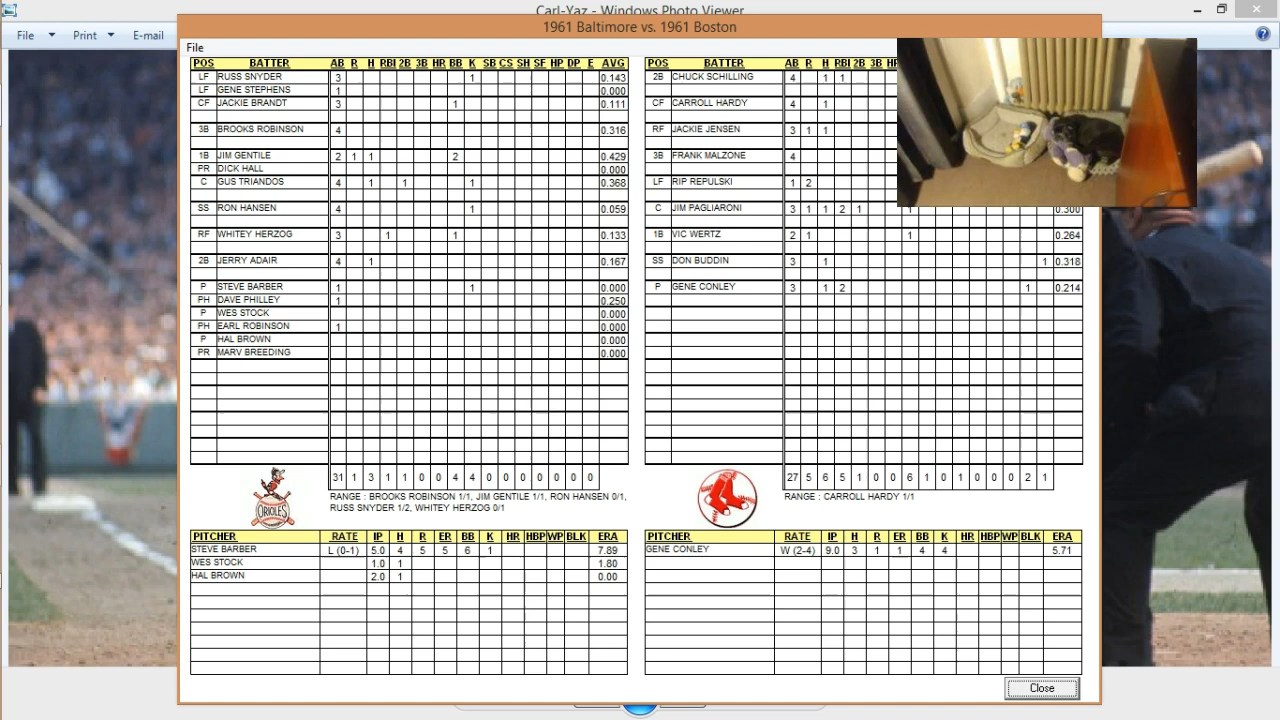 Carl-Yaz - Windows Photo Viewer
File Print E-mail
1961 Baltimore vs. 1961 Boston
File
POS BATTER AB R H RBI 2B 3B HR BB K SB CS SH SF HP DP E AVG
LF RUSS SNYDER 3 1 0.143
LF GENE STEPHENS 1 0.000
CF JACKIE BRANDT 3 1 0.111
3B BROOKS ROBINSON 4 0.316
1B JIM GENTILE 2 1 1 2 0.429
PR DICK HALL 0.000
C GUS TRIANDOS 4 1 1 1 0.368
SS RON HANSEN 4 1 0.059
RF WHITEY HERZOG 3 1 1 0.133
2B JERRY ADAIR 4 1 0.167
P STEVE BARBER 1 1 0.000
PH DAVE PHILLEY 1 0.250
P WES STOCK 0.000
PH EARL ROBINSON 1 0.000
P HAL BROWN 0.000
PR MARV BREEDING 0.000
31 1 3 1 1 0 0 4 4 0 0 0 0 0 0 0
ORIOLES
RANGE : BROOKS ROBINSON 1/1, JIM GENTILE 1/1, RON HANSEN 0/1,
RUSS SNYDER 1/2, WHITEY HERZOG 0/1
PITCHER RATE IP H R ER BB K HR HBP WP BLK ERA
STEVE BARBER L (0-1) 5.0 4 5 5 6 1 7.89
WES STOCK 1.0 1 1.80
HAL BROWN 2.0 1 0.00
POS BATTER AB R H RBI 2B 3B
2B CHUCK SCHILLING 4 1 1
CF CARROLL HARDY 4 1
RF JACKIE JENSEN 3 1 1
3B FRANK MALZONE 4
LF RIP REPULSKI 1 2
C JIM PAGLIARONI 3 1 1 2 1 1 0.300
1B VIC WERTZ 2 1 1 0.264
SS DON BUDDIN 3 1 1 0.318
P GENE CONLEY 3 1 2 1 0.214
27 5 6 5 1 0 0 6 1 0 1 0 0 0 2 1
RANGE : CARROLL HARDY 1/1
PITCHER RATE IP H R ER BB K HR HBP WP BLK ERA
GENE CONLEY W (2-4) 9.0 3 1 1 4 4 5.71
Close